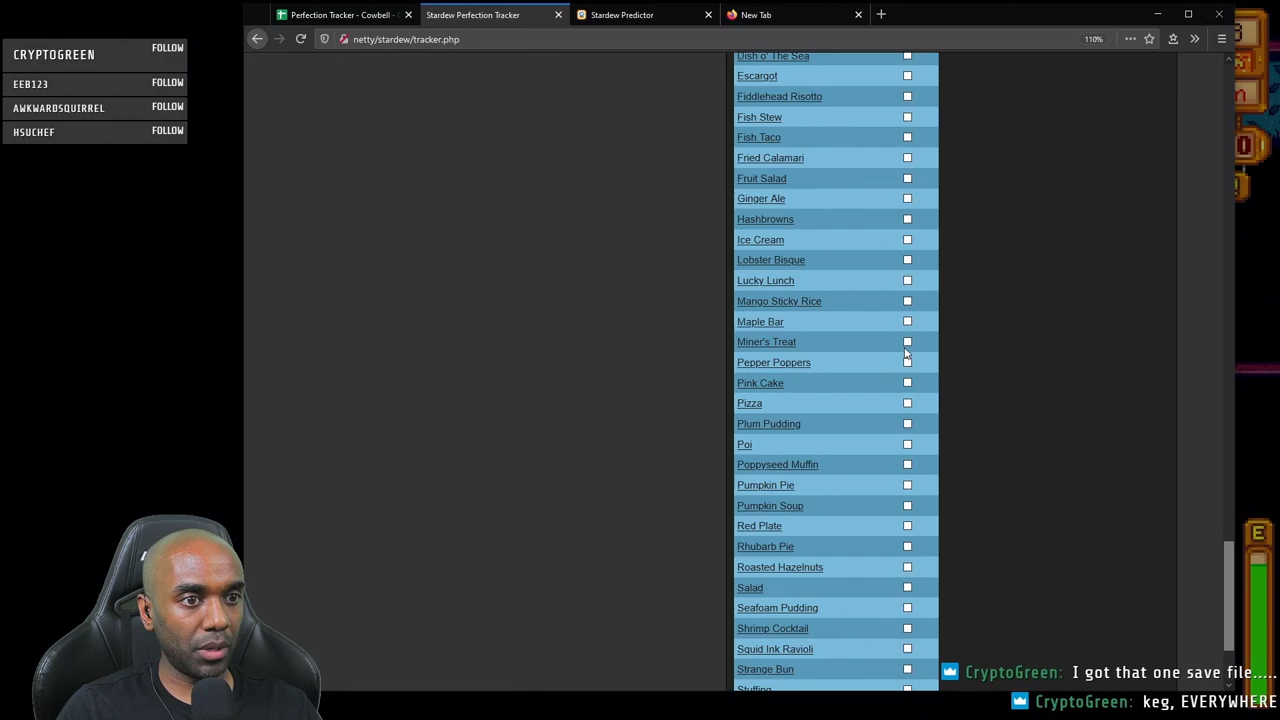 Perfection Tracker - Cowbell -
Stardew Perfection Tracker
Stardew Predictor
New Tab
netty/stardew/tracker.php
110%
CRYPTOGREEN FOLLOW
EEB123 FOLLOW
AWKWARDSQUIRREL FOLLOW
HSUCHEF FOLLOW
Dish o' The Sea
Escargot
Fiddlehead Risotto
Fish Stew
Fish Taco
Fried Calamari
Fruit Salad
Ginger Ale
Hashbrowns
Ice Cream
Lobster Bisque
Lucky Lunch
Mango Sticky Rice
Maple Bar
Miner's Treat
Pepper Poppers
Pink Cake
Pizza
Plum Pudding
Poi
Poppyseed Muffin
Pumpkin Pie
Pumpkin Soup
Red Plate
Rhubarb Pie
Roasted Hazelnuts
Salad
Seafoam Pudding
Shrimp Cocktail
Squid Ink Ravioli
Strange Bun
Stuffing
E
CryptoGreen: I got that one save file.....
CryptoGreen: keg, EVERYWHERE